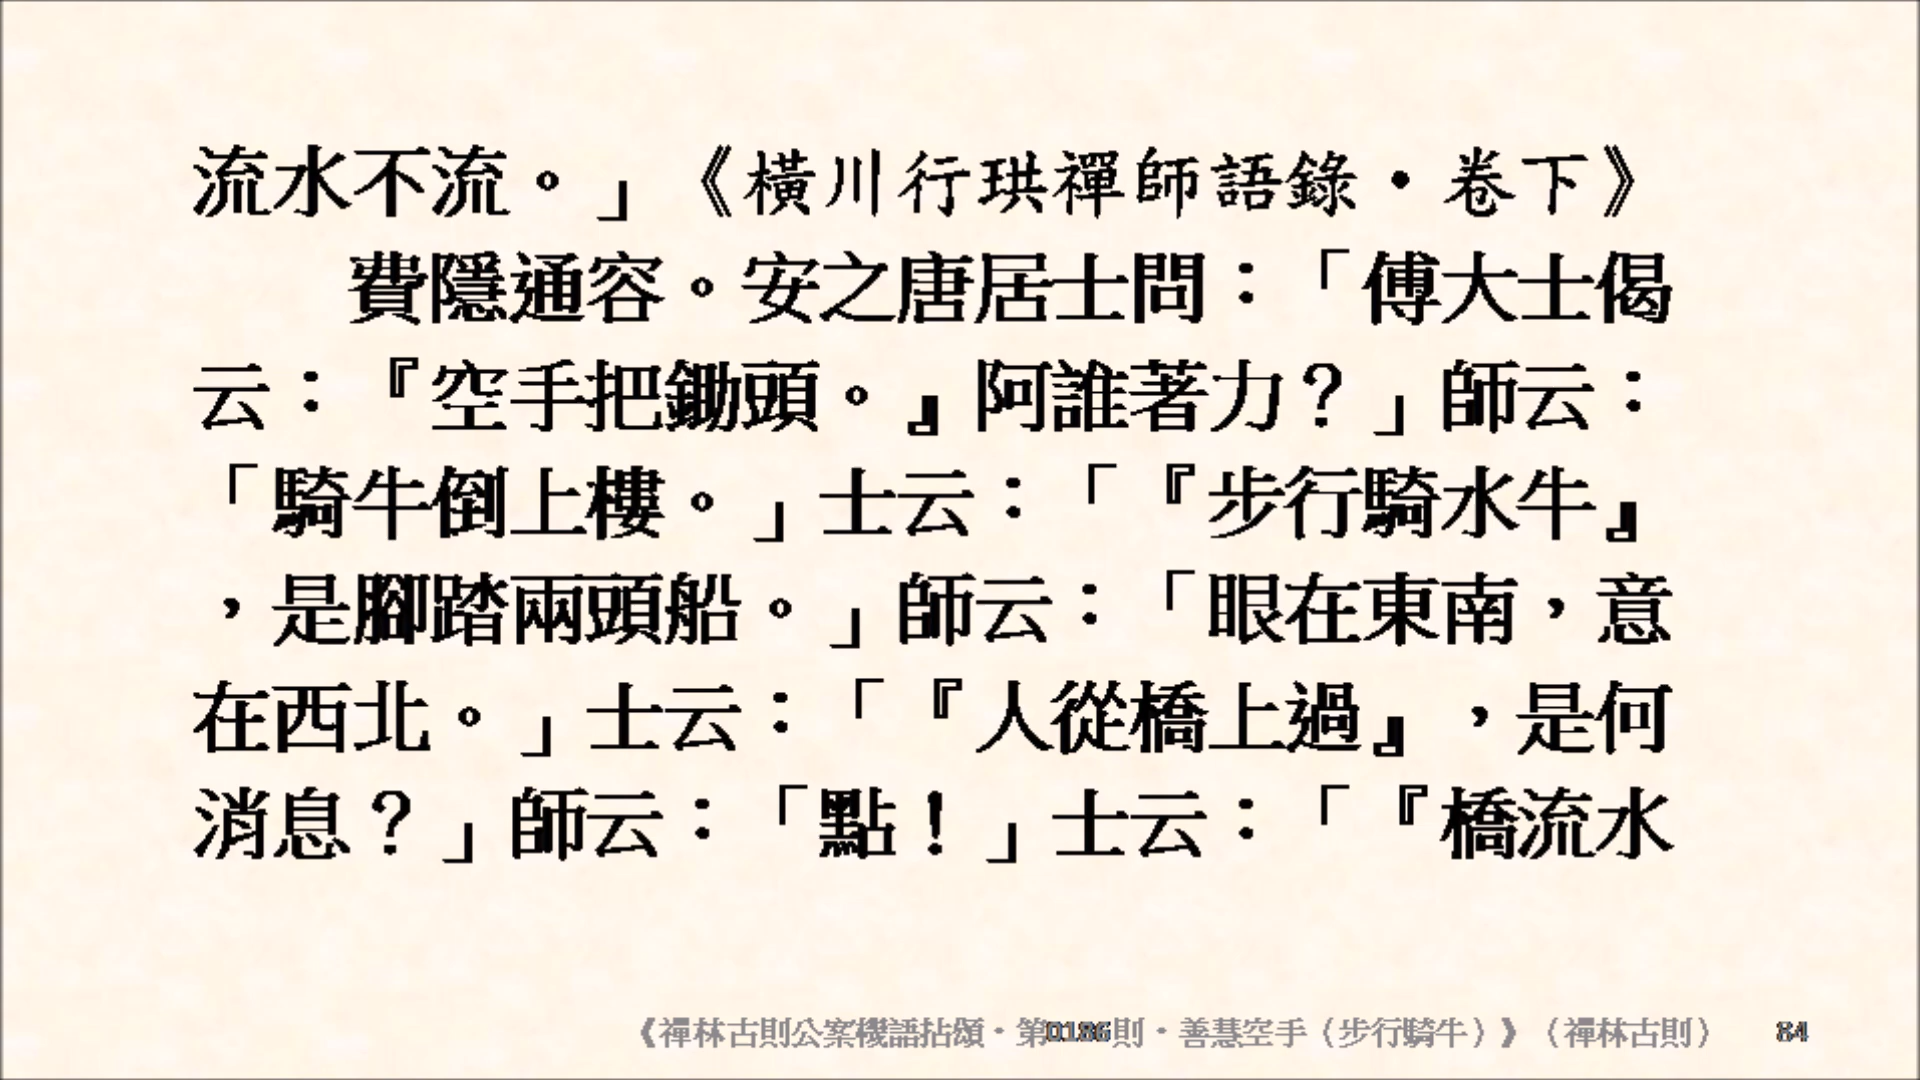 流水不流。」《橫川行珙禪師語錄・卷下》
費隱通容。安之唐居士問：「傅大士偈
云：『空手把鋤頭。』阿誰著力？」師云：
「騎牛倒上樓。」士云：「『步行騎水牛』
，是腳踏兩頭船。」師云：「眼在東南，意
在西北。」士云：「『人從橋上過』，是何
消息？」師云：「點！」士云：「『橋流水
《禪林古則公案機語拈頌・第0186則・善慧空手（步行騎牛）》（禪林古則） 84